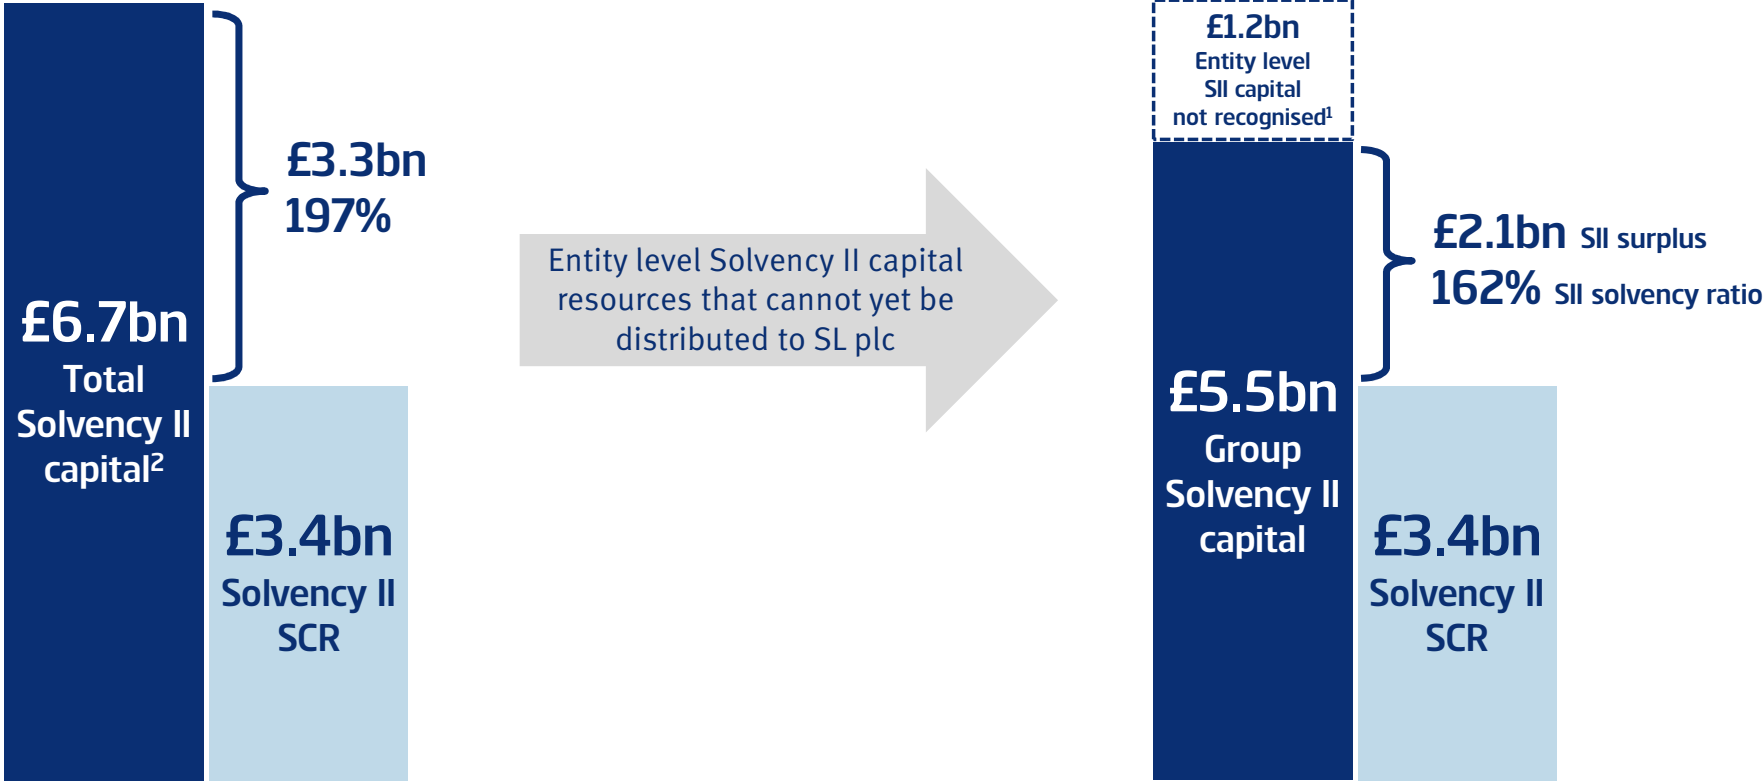 £6.7bn
Total
Solvency II
capital²
£3.3bn
197%
£3.4bn
Solvency II
SCR
Entity level Solvency II capital
resources that cannot yet be
distributed to SL plc
£1.2bn
Entity level
SII capital
not recognised¹
£5.5bn
Group
Solvency II
capital
£2.1bn SII surplus
162% SII solvency ratio
£3.4bn
Solvency II
SCR